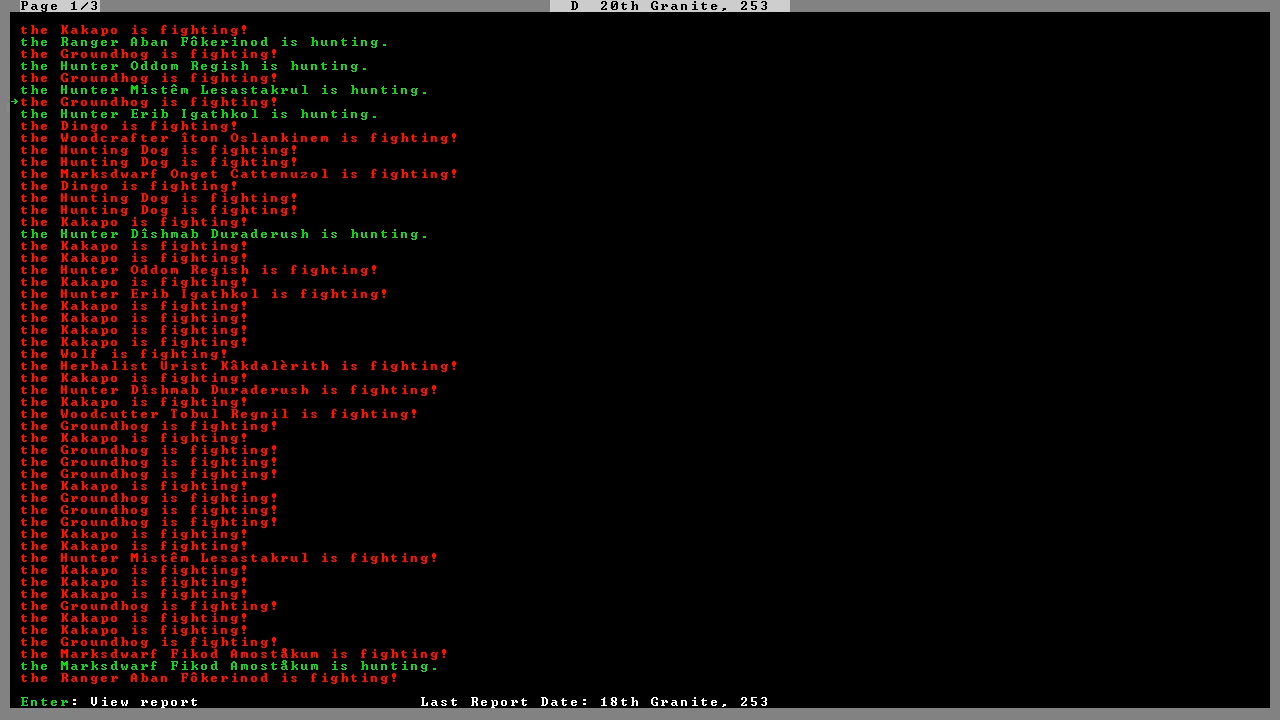 Page 1/3 D 20th Granite, 253
the Kakapo is fighting!
the Ranger Aban Fôkerinod is hunting.
the Groundhog is fighting!
the Hunter Oddom Regish is hunting.
the Groundhog is fighting!
the Hunter Mistêm Lesastakrul is hunting.
→the Groundhog is fighting!
the Hunter Erib Igathkol is hunting.
the Dingo is fighting!
the Woodcrafter îton Oslankinem is fighting!
the Hunting Dog is fighting!
the Hunting Dog is fighting!
the Marksdwarf Onget Cattenuzol is fighting!
the Dingo is fighting!
the Hunting Dog is fighting!
the Hunting Dog is fighting!
the Kakapo is fighting!
the Hunter Dîshmab Duraderush is hunting.
the Kakapo is fighting!
the Kakapo is fighting!
the Hunter Oddom Regish is fighting!
the Kakapo is fighting!
the Hunter Erib Igathkol is fighting!
the Kakapo is fighting!
the Kakapo is fighting!
the Kakapo is fighting!
the Kakapo is fighting!
the Wolf is fighting!
the Herbalist Urist Kâkdalèrith is fighting!
the Kakapo is fighting!
the Hunter Dîshmab Duraderush is fighting!
the Kakapo is fighting!
the Woodcutter Tobul Regnil is fighting!
the Groundhog is fighting!
the Kakapo is fighting!
the Groundhog is fighting!
the Groundhog is fighting!
the Groundhog is fighting!
the Kakapo is fighting!
the Groundhog is fighting!
the Groundhog is fighting!
the Groundhog is fighting!
the Kakapo is fighting!
the Kakapo is fighting!
the Hunter Mistêm Lesastakrul is fighting!
the Kakapo is fighting!
the Kakapo is fighting!
the Kakapo is fighting!
the Groundhog is fighting!
the Kakapo is fighting!
the Kakapo is fighting!
the Groundhog is fighting!
the Marksdwarf Fikod Amoståkum is fighting!
the Marksdwarf Fikod Amoståkum is hunting.
the Ranger Aban Fôkerinod is fighting!
Enter: View report Last Report Date: 18th Granite, 253